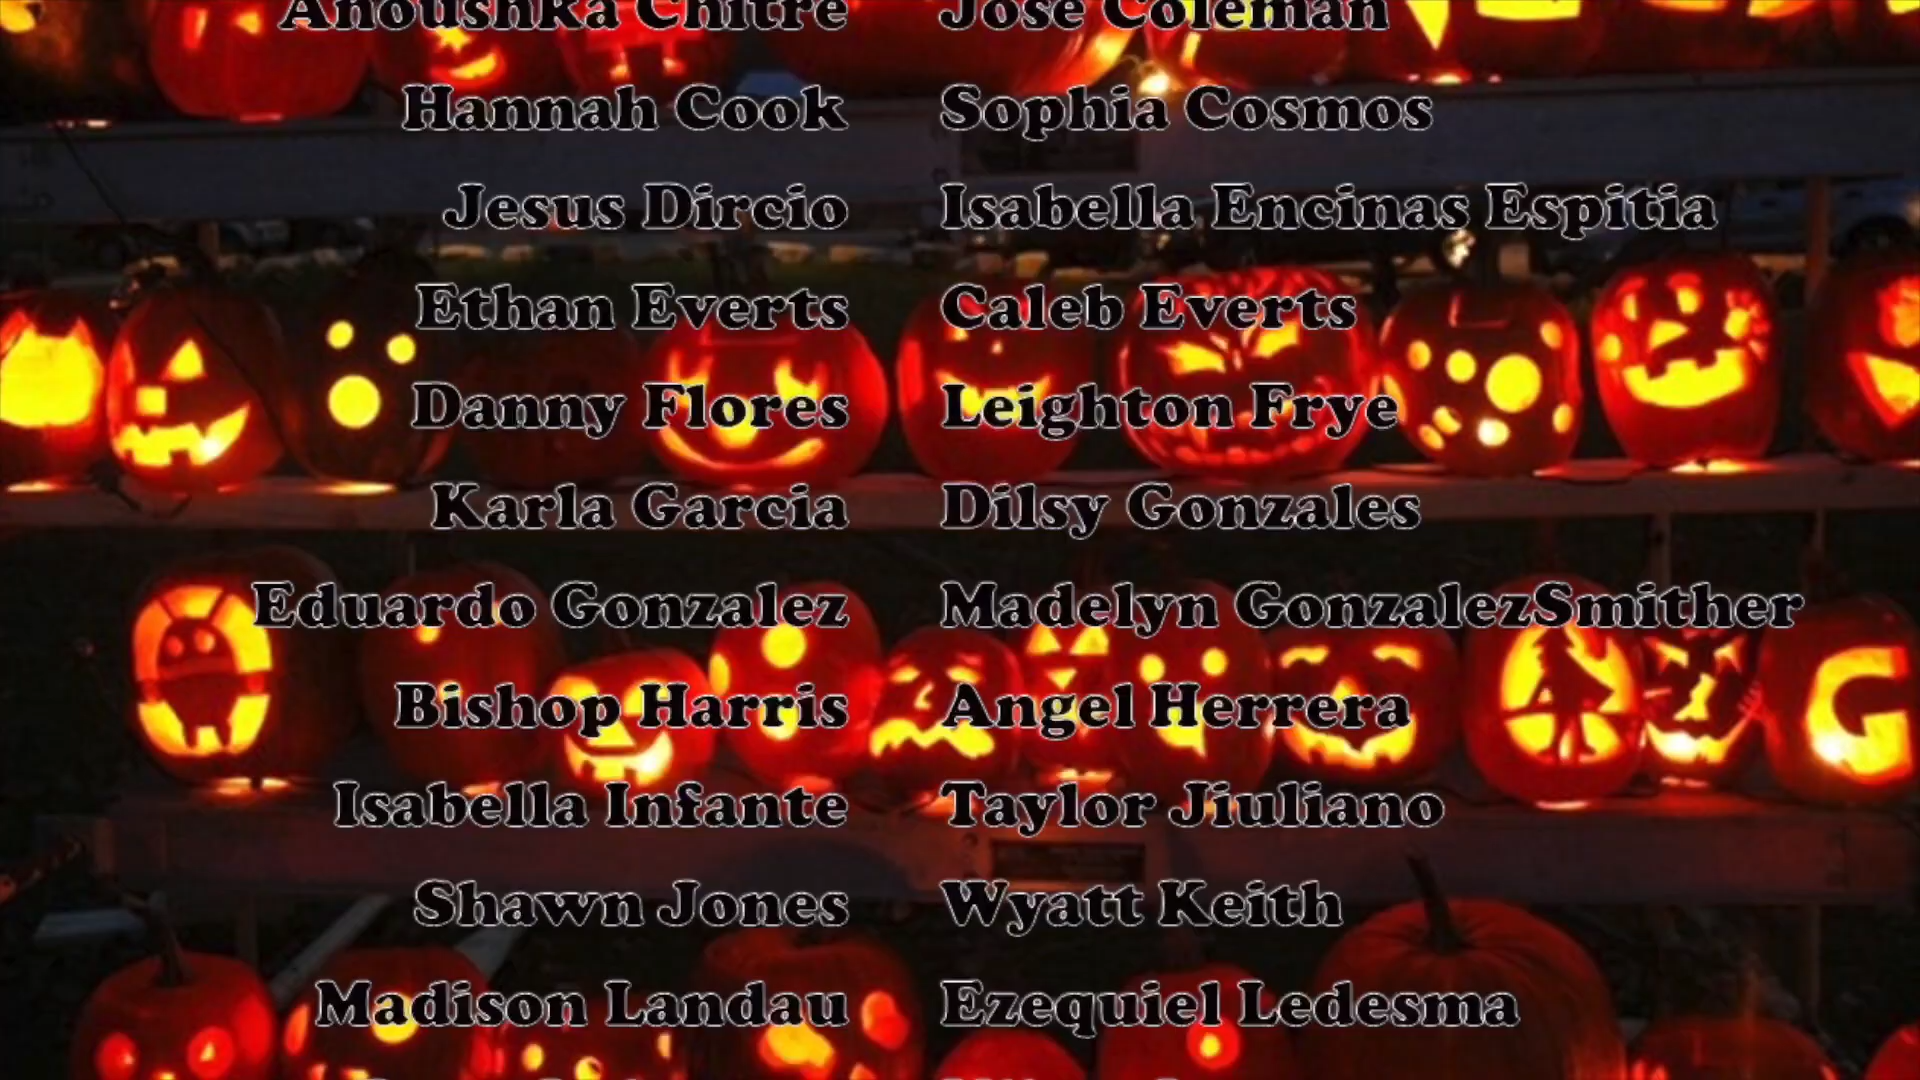 Anoushka Chitre Jose Coleman
Hannah Cook Sophia Cosmos
Jesus Dircio Isabella Encinas Espitia
Ethan Everts Caleb Everts
Danny Flores Leighton Frye
Karla Garcia Dilsy Gonzales
Eduardo Gonzalez Madelyn GonzalezSmither
Bishop Harris Angel Herrera
Isabella Infante Taylor Jiuliano
Shawn Jones Wyatt Keith
Madison Landau Ezequiel Ledesma
G